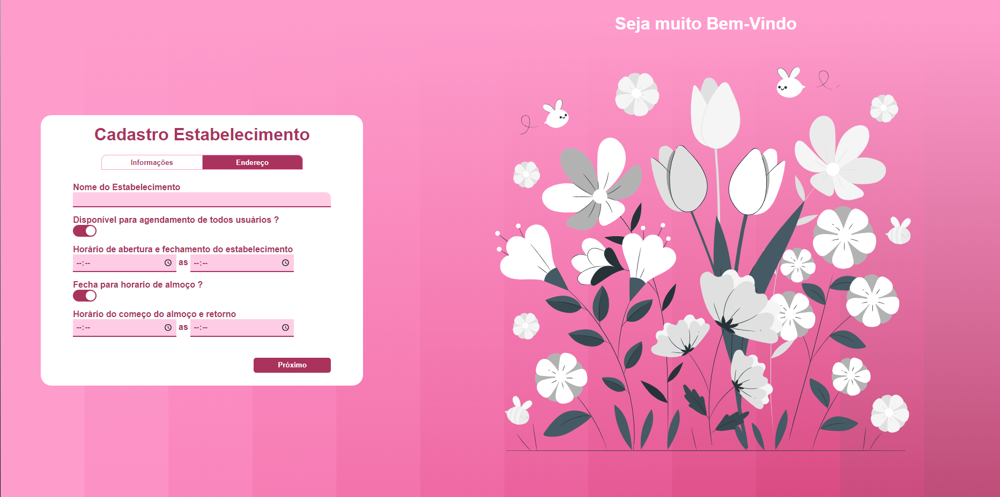 Seja muito Bem-Vindo
Cadastro Estabelecimento
Informações Endereço
Nome do Estabelecimento
Disponível para agendamento de todos usuários ?
Horário de abertura e fechamento do estabelecimento
--:-- as --:--
Fecha para horario de almoço ?
Horário do começo do almoço e retorno
--:-- as --:--
Próximo